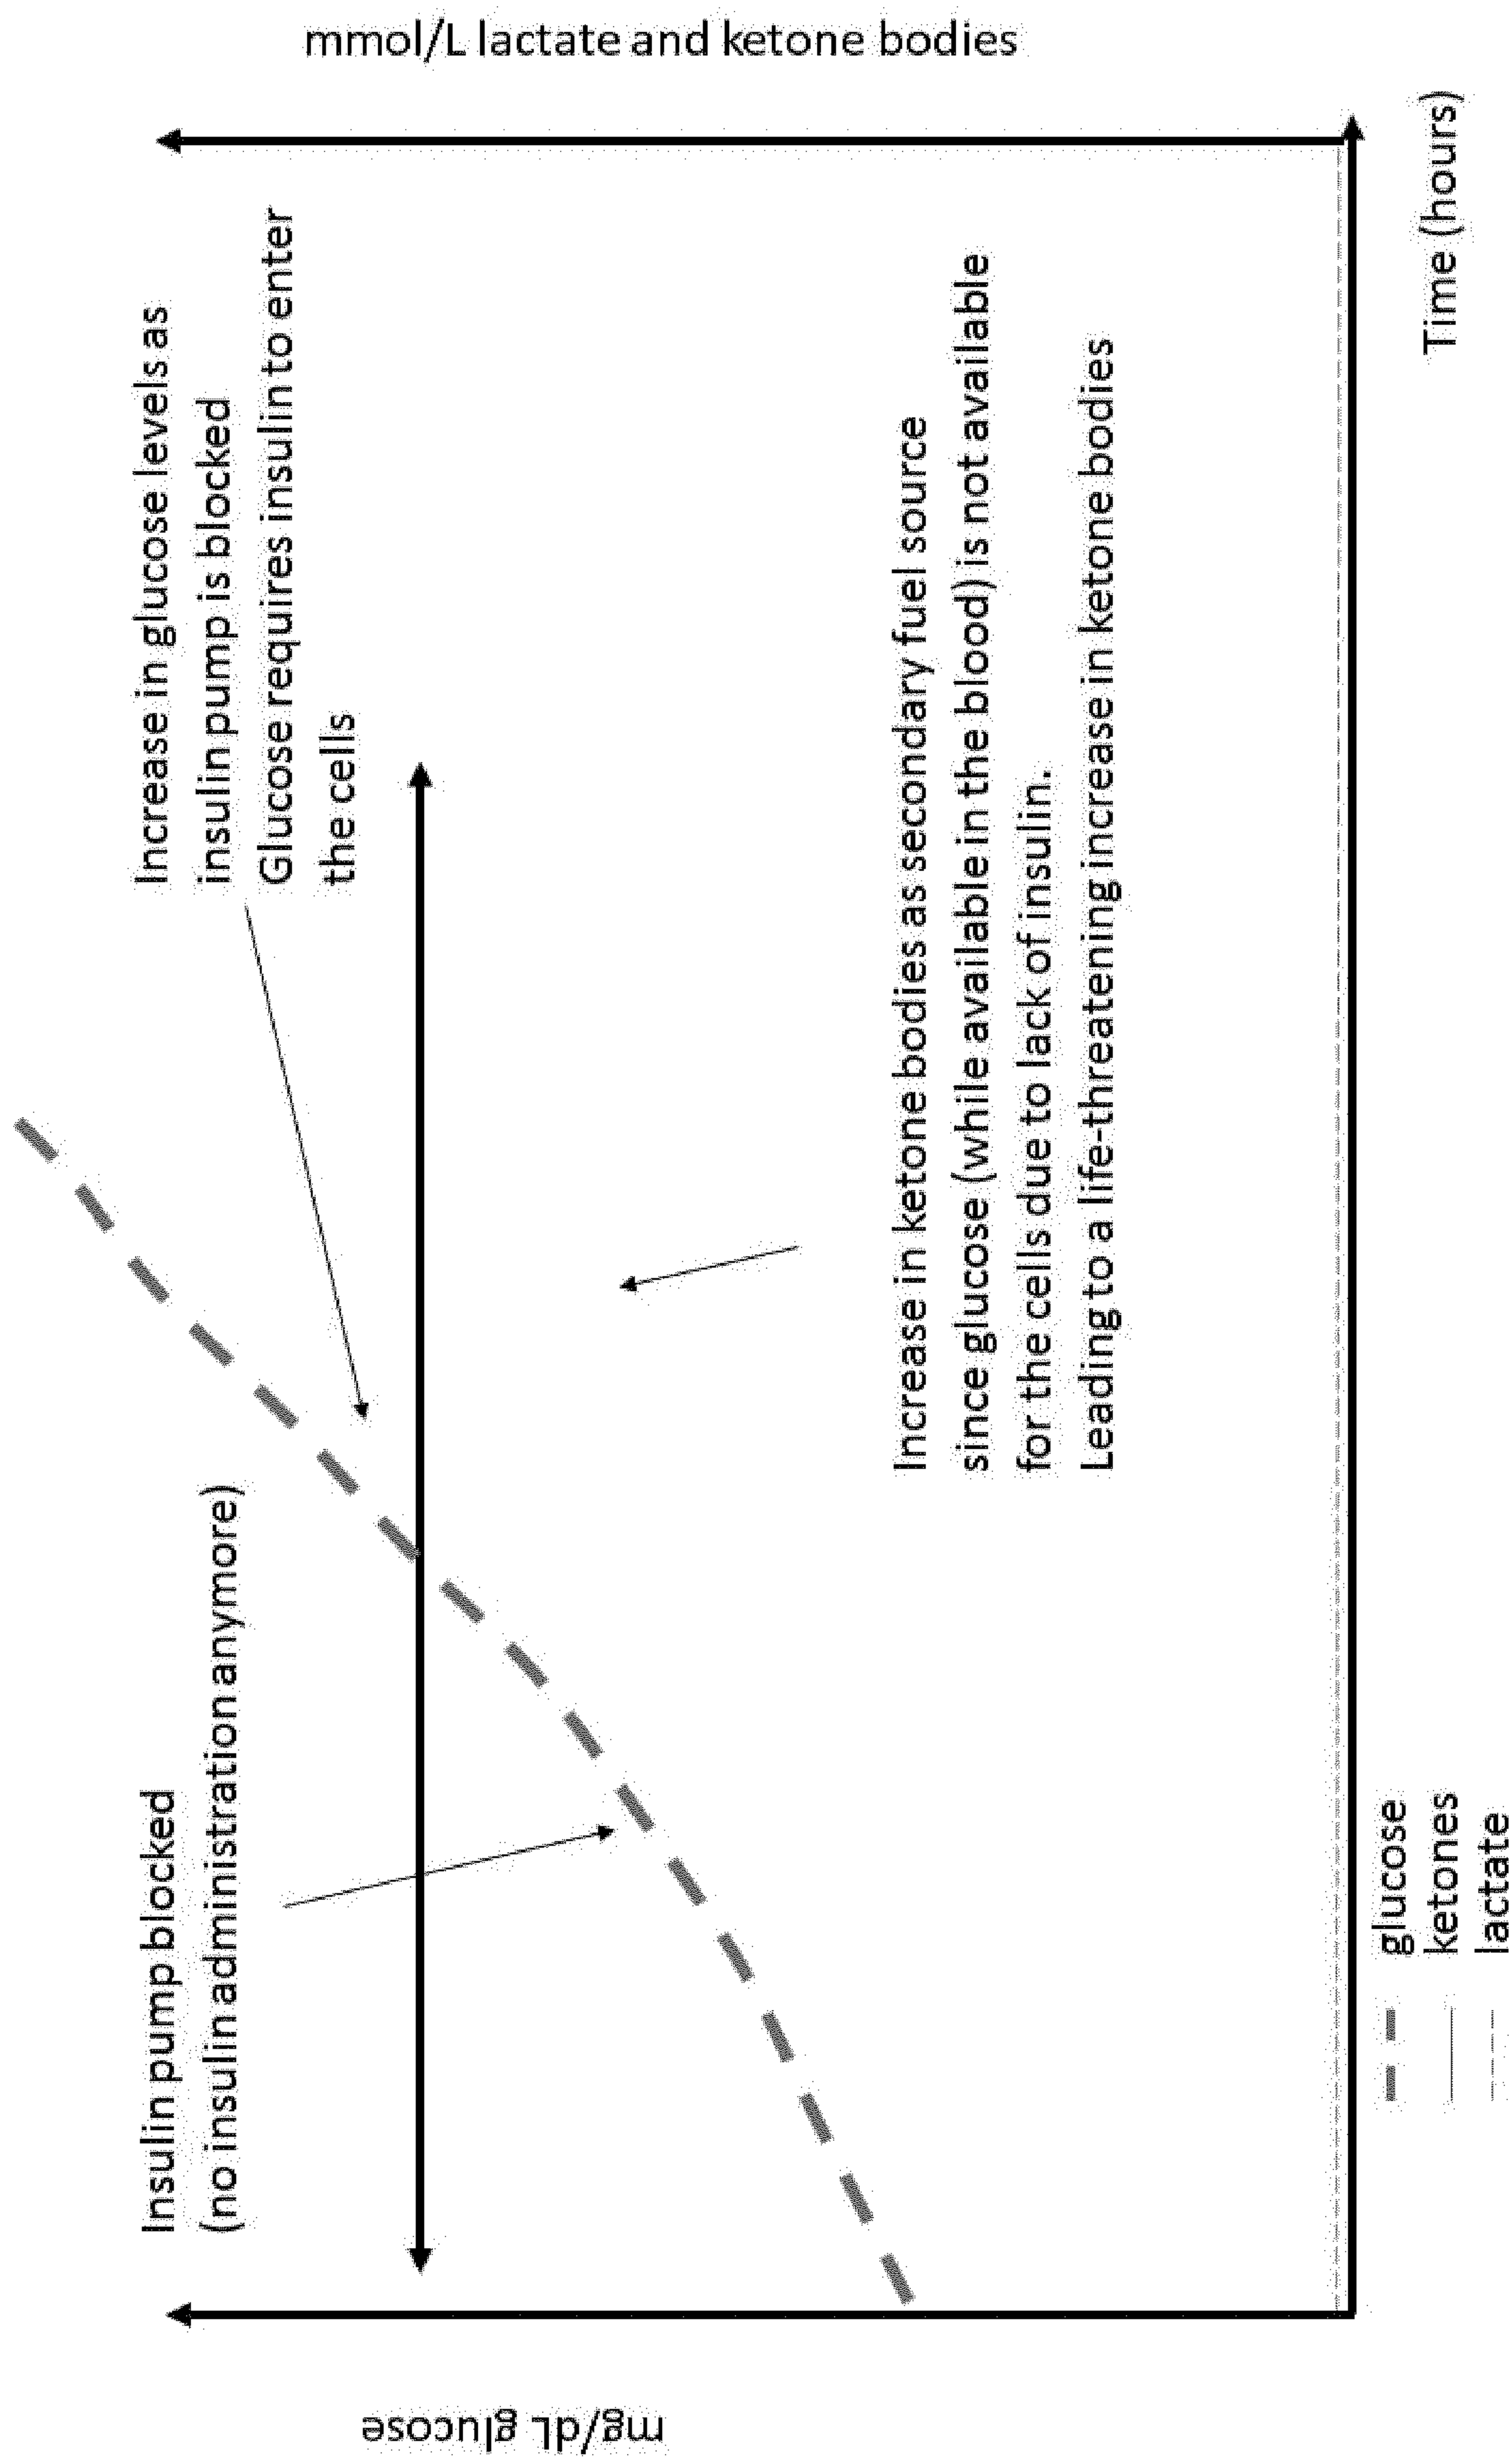 mg/dL glucose
Insulin pump blocked
(no insulin administration anymore)
Increase in glucose levels as
insulin pump is blocked
Glucose requires insulin to enter
the cells
mmol/L lactate and ketone bodies
Increase in ketone bodies as secondary fuel source
since glucose (while available in the blood) is not available
for the cells due to lack of insulin.
Leading to a life-threatening increase in ketone bodies
Time (hours)
glucose
ketones
lactate